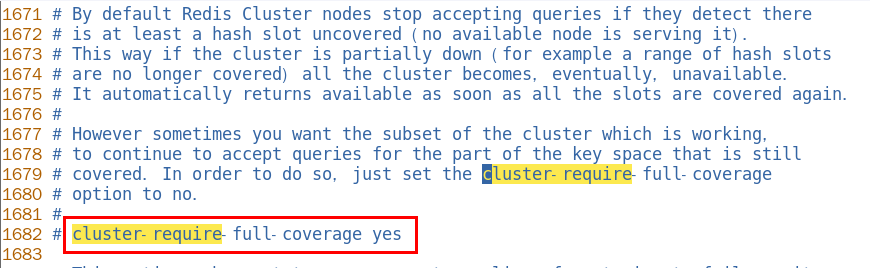 1671 # By default Redis Cluster nodes stop accepting queries if they detect there
1672 # is at least a hash slot uncovered (no available node is serving it).
1673 # This way if the cluster is partially down (for example a range of hash slots
1674 # are no longer covered) all the cluster becomes, eventually, unavailable.
1675 # It automatically returns available as soon as all the slots are covered again.
1676 #
1677 # However sometimes you want the subset of the cluster which is working,
1678 # to continue to accept queries for the part of the key space that is still
1679 # covered. In order to do so, just set the cluster-require-full-coverage
1680 # option to no.
1681 #
1682 # cluster-require-full-coverage yes
1683